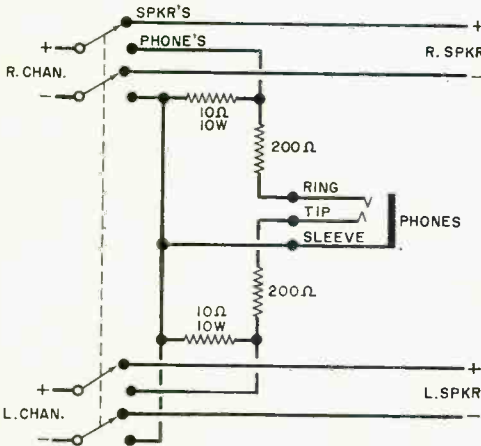 SPKR'S
+
+
PHONE'S
R. CHAN.
R. SPKR
−
−
10Ω
10W
200Ω
RING
TIP
PHONES
SLEEVE
200Ω
10Ω
10W
+
+
L. CHAN.
L. SPKR
−
−